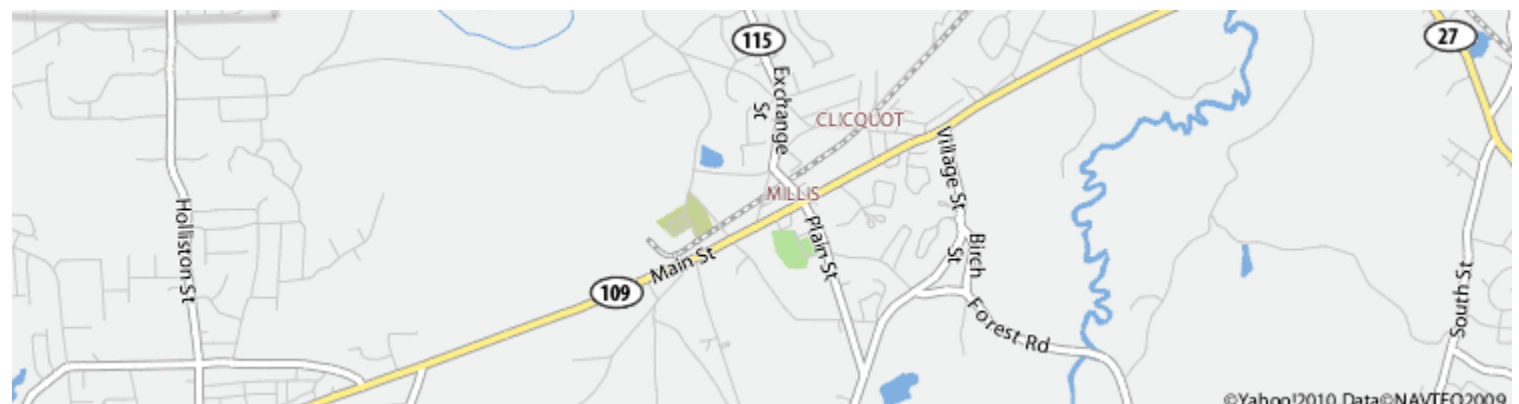 115
27
Exchange
St
CLICQUOT
Village St
MILLIS
Holliston St
Plain St
Birch
St
Main St
109
Forest Rd
South St
©Yahoo!2010, Data©NAVTEQ2009